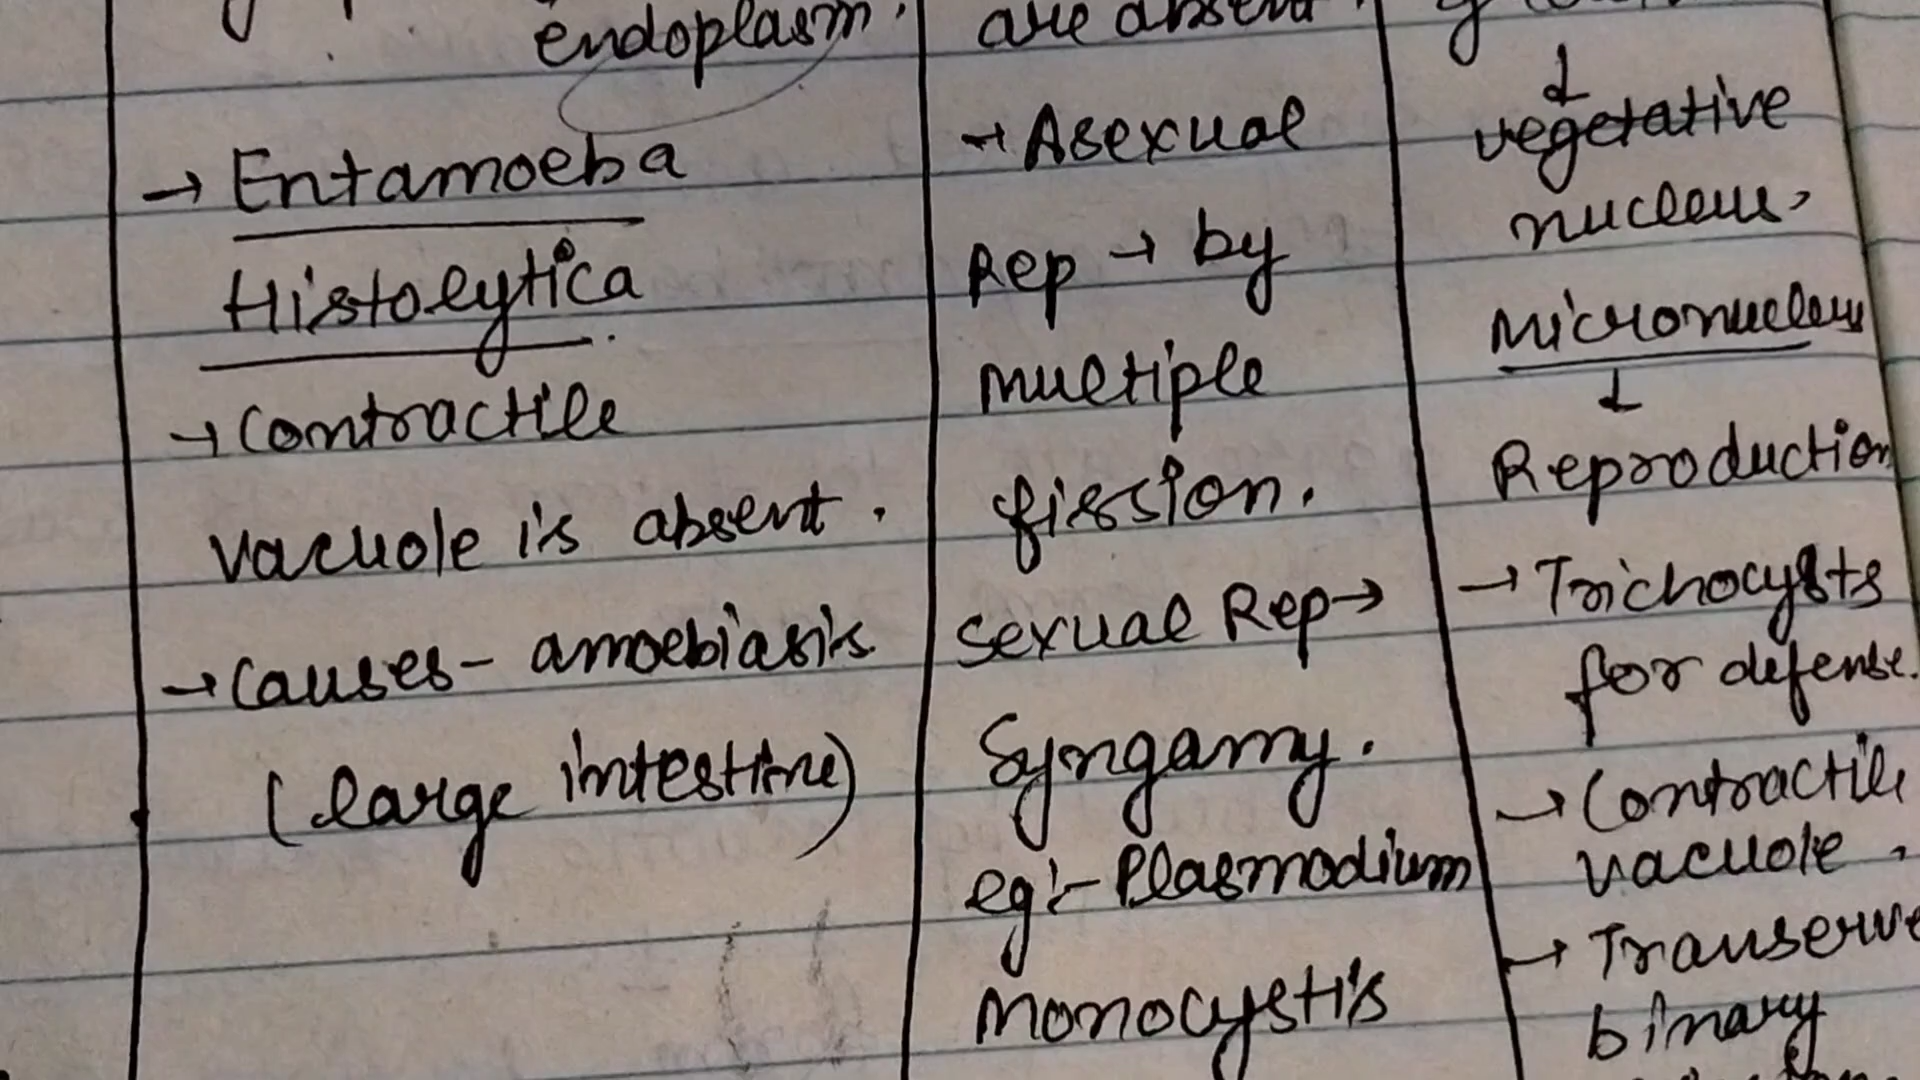 endoplasm.
→ Entamoeba
Histolytica.
→ Contractile
vacuole is absent.
→ causes - amoebiasis
(large intestine)
are absent.
→ Asexual
Rep → by
multiple
fission.
sexual Rep →
Syngamy.
eg:- Plasmodium
Monocystis
vegetative
nucleus.
Micronucleus
Reproduction
→ Trichocysts
for defense.
→ Contractile
vacuole.
→ Transerve
binary